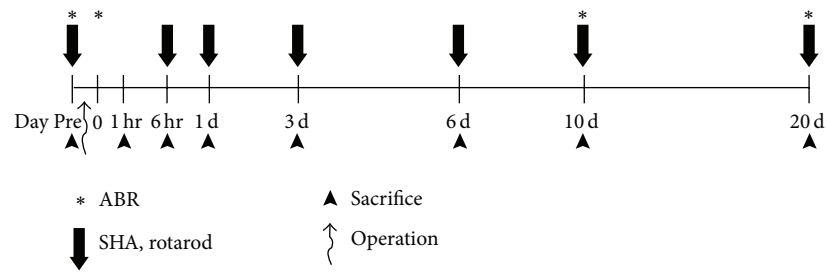 * * * *
Day Pre 0 1 hr 6 hr 1 d 3 d 6 d 10 d 20 d
* ABR
Sacrifice
SHA, rotarod
Operation